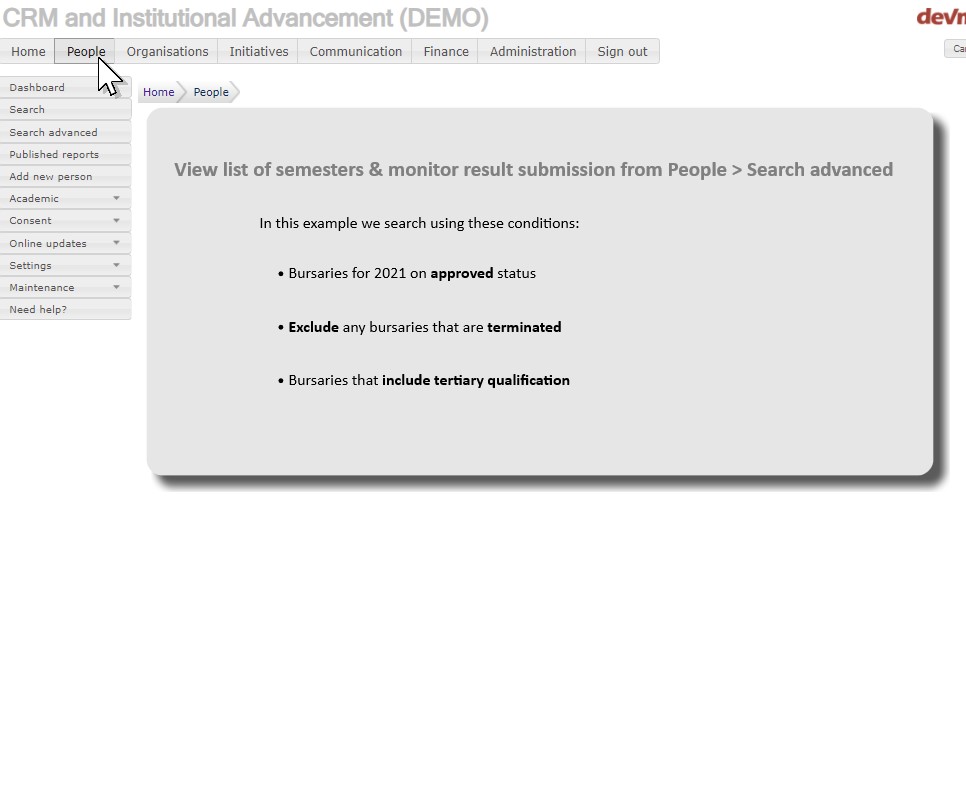 CRM and Institutional Advancement (DEMO)
Home People Organisations Initiatives Communication Finance Administration Sign out
Dashboard
Search
Search advanced
Published reports
Add new person
Academic
Consent
Online updates
Settings
Maintenance
Need help?
Home People
View list of semesters & monitor result submission from People > Search advanced
In this example we search using these conditions:
• Bursaries for 2021 on approved status
• Exclude any bursaries that are terminated
• Bursaries that include tertiary qualification